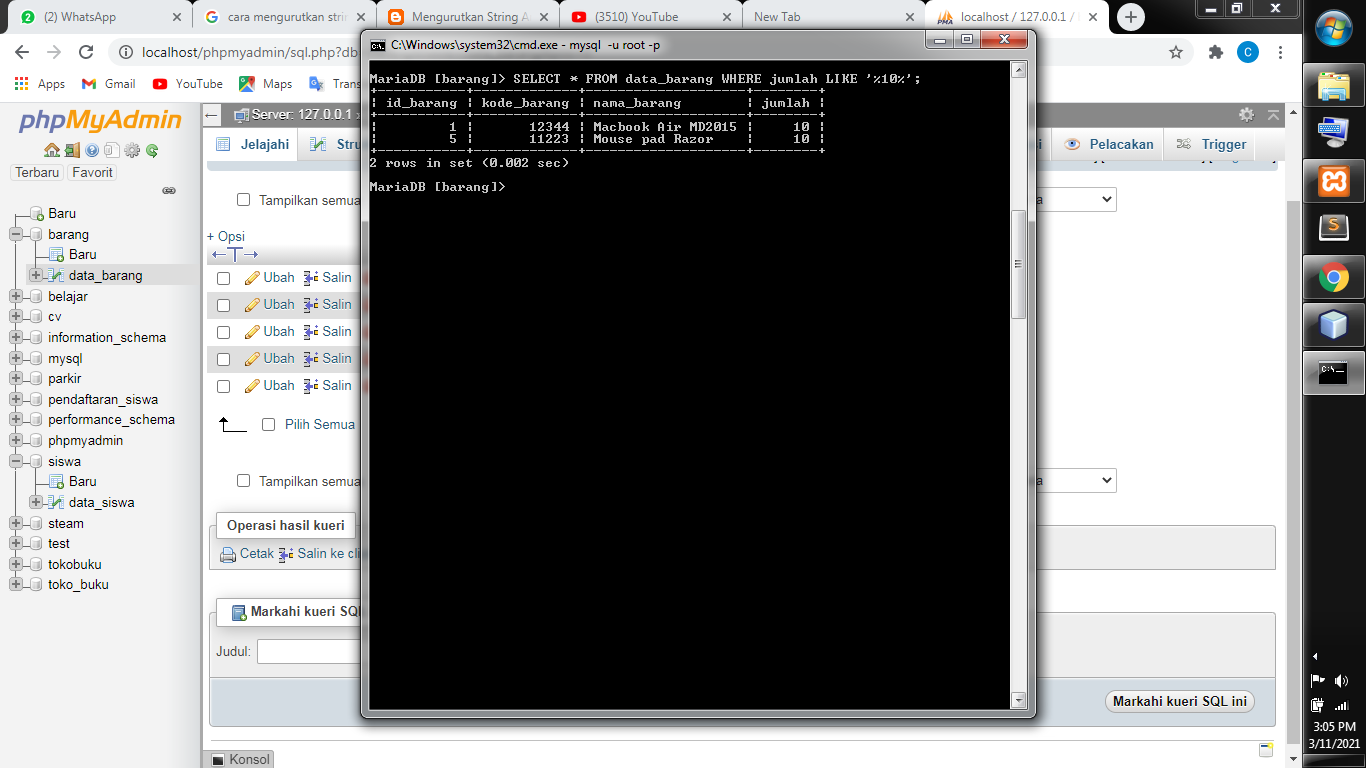 (2) WhatsApp
cara mengurutkan strin
Mengurutkan String A
(3510) YouTube
New Tab
localhost / 127.0.0.1 /
localhost/phpmyadmin/sql.php?db
C
Apps
Gmail
YouTube
Maps
Trans
phpMyAdmin
Terbaru
Favorit
Baru
barang
Baru
data_barang
belajar
cv
information_schema
mysql
parkir
pendaftaran_siswa
performance_schema
phpmyadmin
siswa
Baru
data_siswa
steam
test
tokobuku
toko_buku
Server: 127.0.0.1 »
Jelajahi
Stru
si
Pelacakan
Trigger
Tampilkan semua
a
+ Opsi
←T→
Ubah Salin
Ubah Salin
Ubah Salin
Ubah Salin
Ubah Salin
Pilih Semua
Tampilkan semua
a
Operasi hasil kueri
Cetak Salin ke cli
Markahi kueri SQL
Judul:
Markahi kueri SQL ini
Konsol
C:\Windows\system32\cmd.exe - mysql -u root -p
MariaDB [barang]> SELECT * FROM data_barang WHERE jumlah LIKE '%10%';
+-----------+-------------+--------------------+--------+
| id_barang | kode_barang | nama_barang | jumlah |
+-----------+-------------+--------------------+--------+
| 1 | 12344 | Macbook Air MD2015 | 10 |
| 5 | 11223 | Mouse pad Razor | 10 |
+-----------+-------------+--------------------+--------+
2 rows in set (0.002 sec)
MariaDB [barang]>
C:\
3:05 PM
3/11/2021